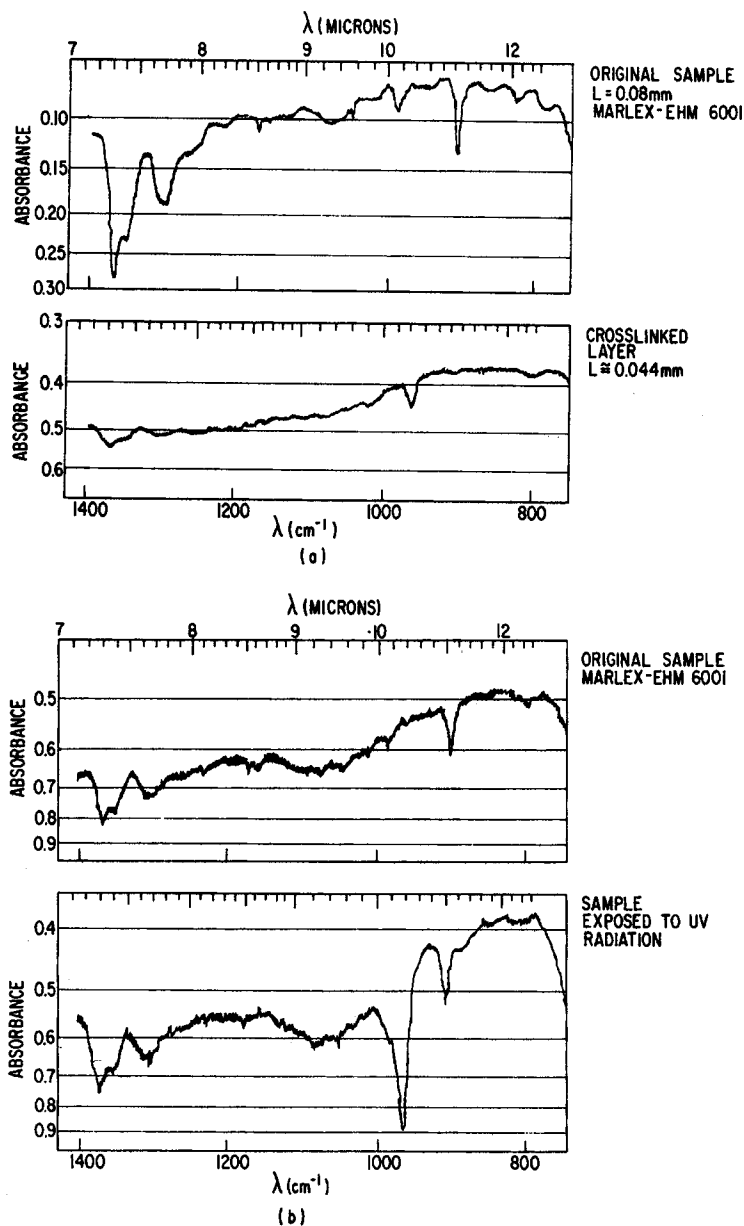 λ (MICRONS)
7 8 9 10 11 12
ORIGINAL SAMPLE
L = 0.08mm
MARLEX-EHM 6001
ABSORBANCE
0.10
0.15
0.20
0.25
0.30
0.3
0.4
0.5
0.6
ABSORBANCE
CROSSLINKED
LAYER
L ≅ 0.044mm
1400 1200 1000 800
λ (cm⁻¹)
(a)
λ (MICRONS)
7 8 9 10 11 12
ORIGINAL SAMPLE
MARLEX-EHM 6001
ABSORBANCE
0.5
0.6
0.7
0.8
0.9
SAMPLE
EXPOSED TO UV
RADIATION
ABSORBANCE
0.4
0.5
0.6
0.7
0.8
0.9
1400 1200 1000 800
λ (cm⁻¹)
(b)